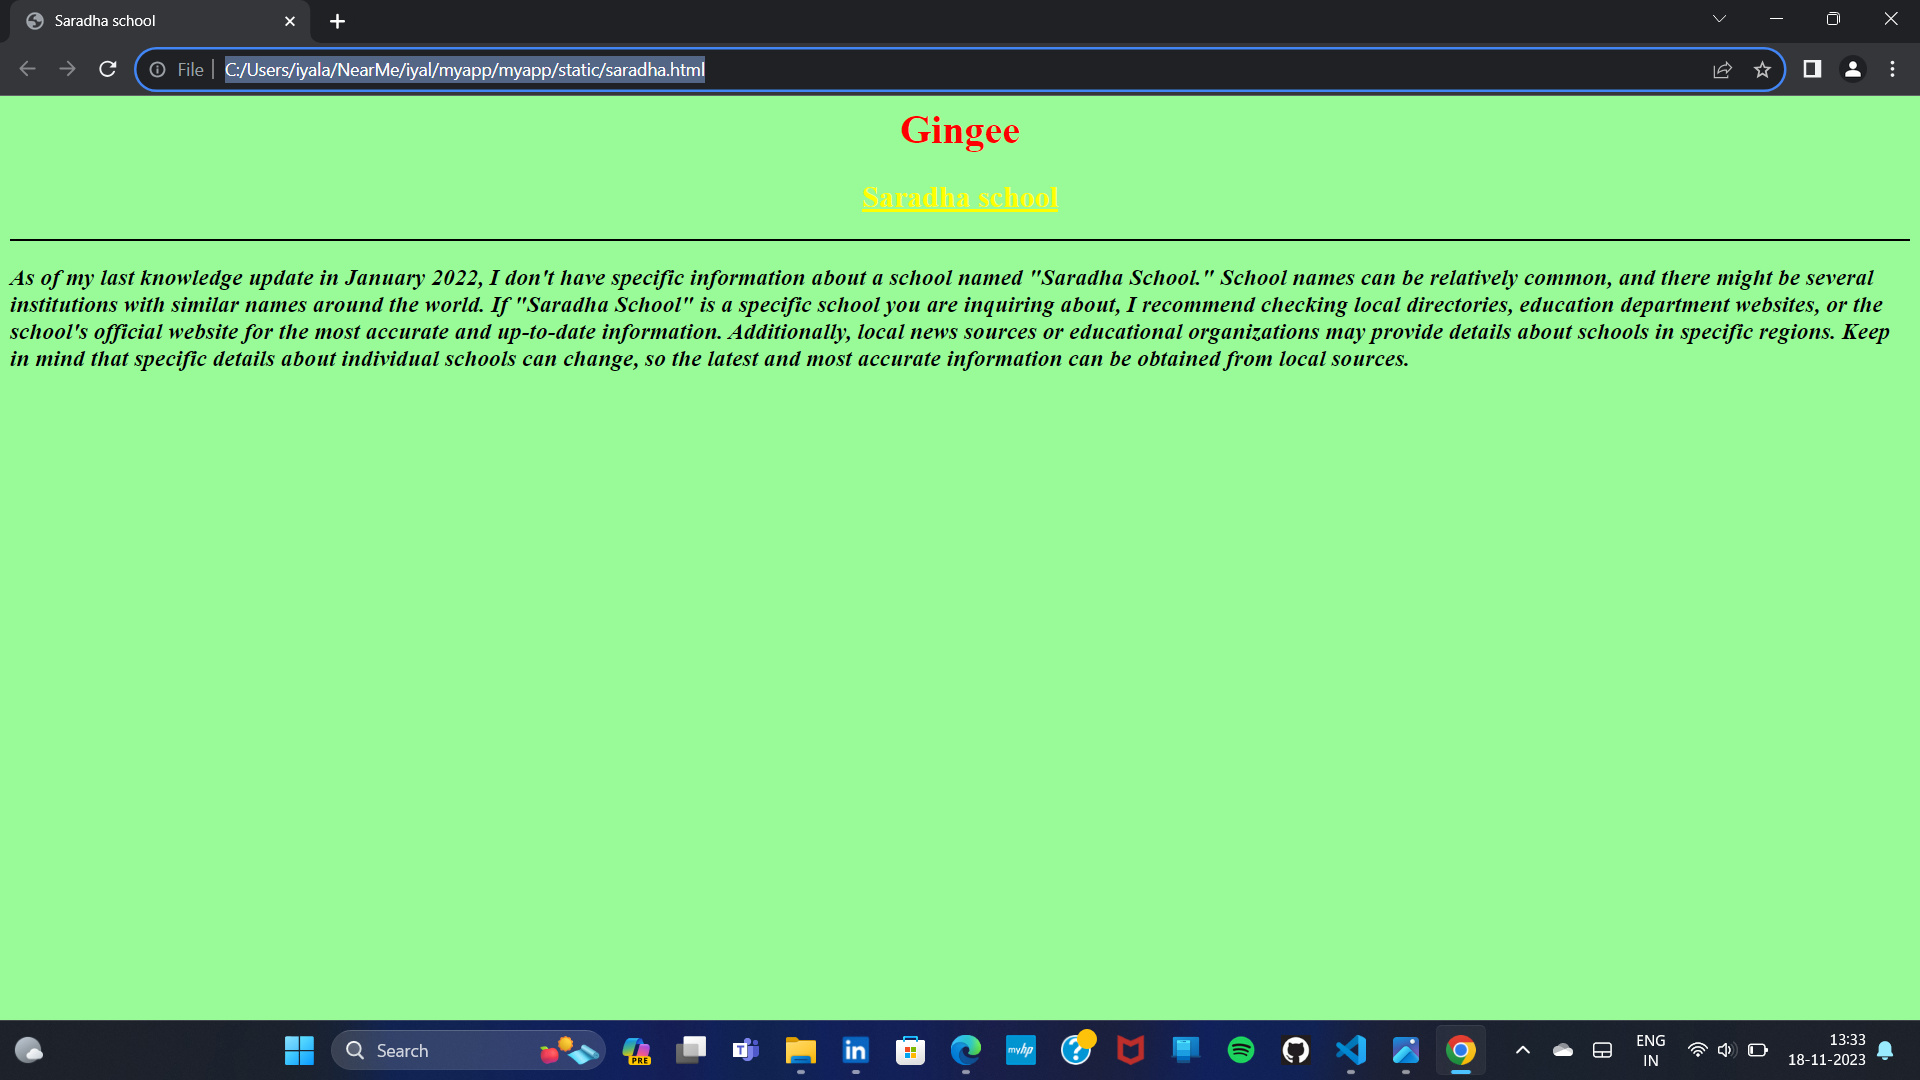 Saradha school
File
C:/Users/iyala/NearMe/iyal/myapp/myapp/static/saradha.html
Gingee
Saradha school
As of my last knowledge update in January 2022, I don't have specific information about a school named "Saradha School." School names can be relatively common, and there might be several
institutions with similar names around the world. If "Saradha School" is a specific school you are inquiring about, I recommend checking local directories, education department websites, or the
school's official website for the most accurate and up-to-date information. Additionally, local news sources or educational organizations may provide details about schools in specific regions. Keep
in mind that specific details about individual schools can change, so the latest and most accurate information can be obtained from local sources.
Search
PRE
T
in
myhp
?
ENG
IN
13:33
18-11-2023